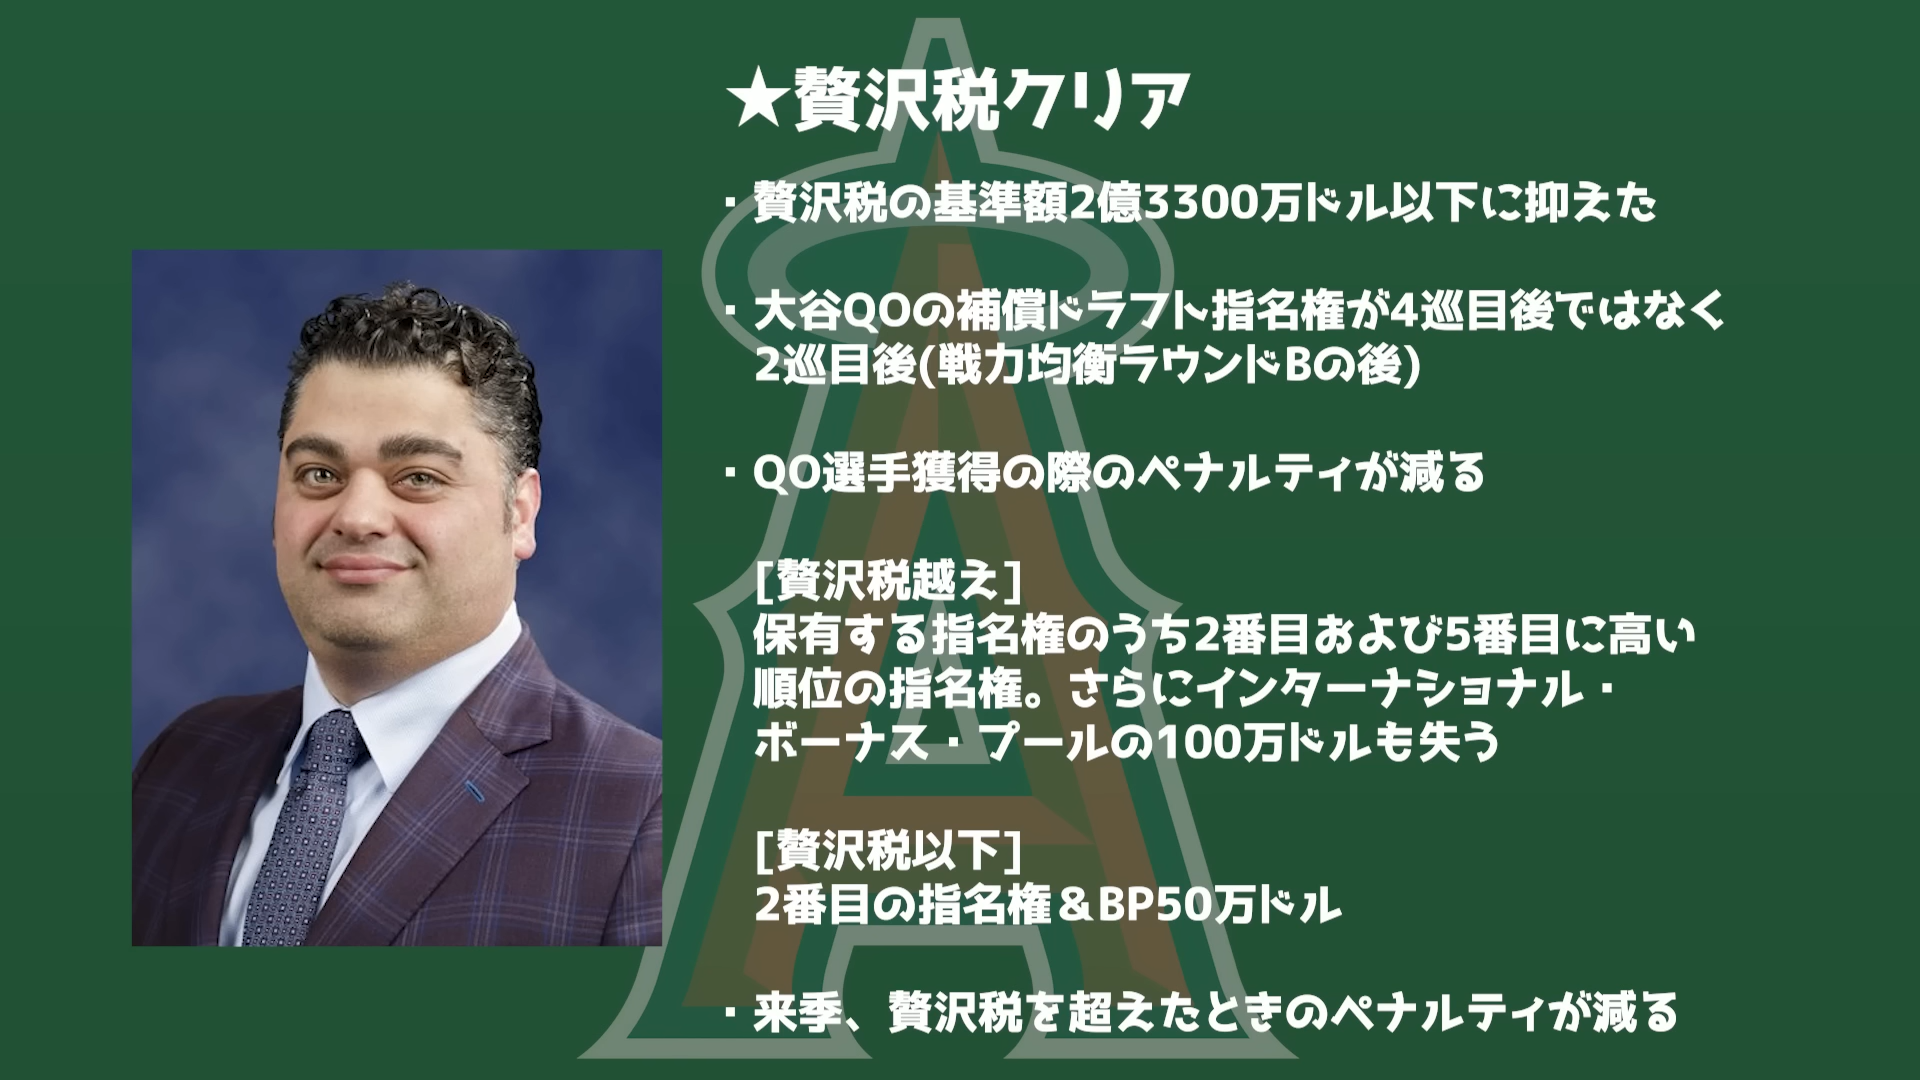 ★贅沢税クリア
・贅沢税の基準額2億3300万ドル以下に抑えた
・大谷QOの補償ドラフト指名権が4巡目後ではなく
2巡目後(戦力均衡ラウンドBの後)
・QO選手獲得の際のペナルティが減る
[贅沢税越え]
保有する指名権のうち2番目および5番目に高い
順位の指名権。さらにインターナショナル・
ボーナス・プールの100万ドルも失う
[贅沢税以下]
2番目の指名権＆BP50万ドル
・来季、贅沢税を超えたときのペナルティが減る